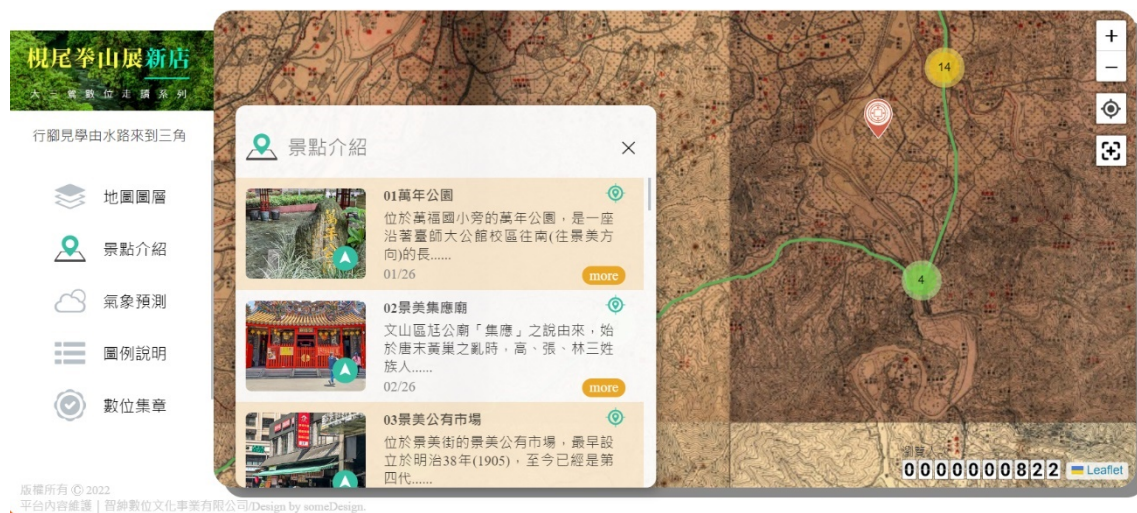 梘尾拳山展新店
大三號數位走讀系列
行腳見學由水路來到三角
地圖圖層
景點介紹
氣象預測
圖例說明
數位集章
景點介紹
01萬年公園
位於萬福國小旁的萬年公園，是一座
沿著臺師大公館校區往南(往景美方
向)的長......
01/26
more
02景美集應廟
文山區尪公廟「集應」之說由來，始
於唐末黃巢之亂時，高、張、林三姓
族人......
02/26
more
03景美公有市場
位於景美街的景美公有市場，最早設
立於明治38年(1905)，至今已經是第
四代......
14
4
+
−
瀏覽
0000000822
Leaflet
版權所有 © 2022
平台內容維護 | 智紳數位文化事業有限公司/Design by someDesign.